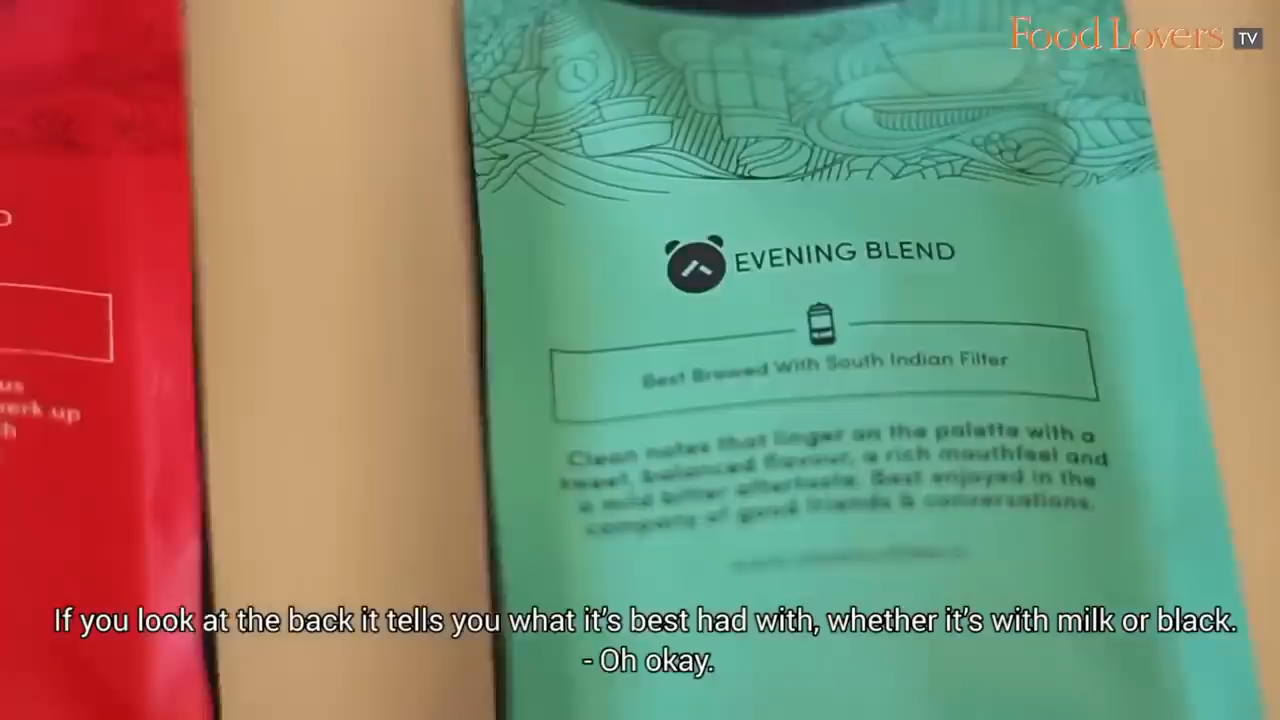 Food Lovers TV
D
EVENING BLEND
Best Brewed With South Indian Filter
us
perk up
Clean notes that linger on the palette with a
sweet, balanced flavour, a rich mouthfeel and
a mild bitter aftertaste. Best enjoyed in the
company of good friends & conversations.
If you look at the back it tells you what it's best had with, whether it's with milk or black.
- Oh okay.